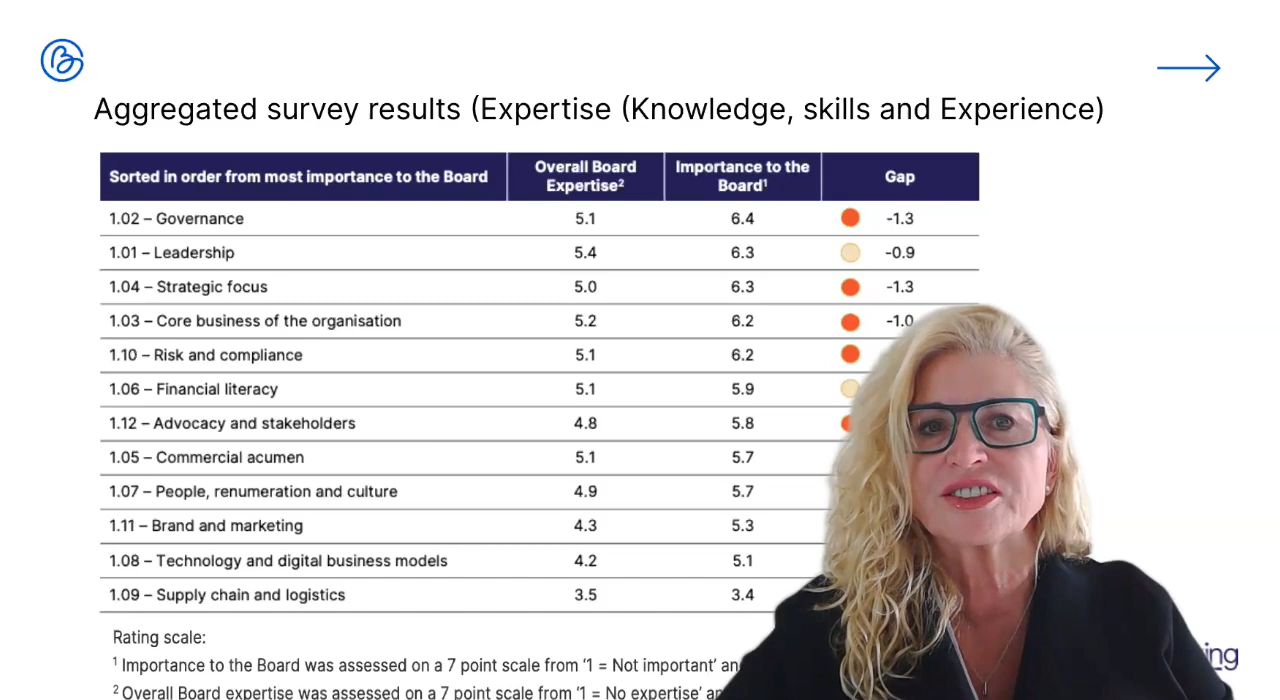 Aggregated survey results (Expertise (Knowledge, skills and Experience)
Sorted in order from most importance to the Board Overall Board Expertise² Importance to the Board¹ Gap
1.02 – Governance 5.1 6.4 -1.3
1.01 – Leadership 5.4 6.3 -0.9
1.04 – Strategic focus 5.0 6.3 -1.3
1.03 – Core business of the organisation 5.2 6.2 -1.0
1.10 – Risk and compliance 5.1 6.2
1.06 – Financial literacy 5.1 5.9
1.12 – Advocacy and stakeholders 4.8 5.8
1.05 – Commercial acumen 5.1 5.7
1.07 – People, renumeration and culture 4.9 5.7
1.11 – Brand and marketing 4.3 5.3
1.08 – Technology and digital business models 4.2 5.1
1.09 – Supply chain and logistics 3.5 3.4
Rating scale:
¹ Importance to the Board was assessed on a 7 point scale from '1 = Not important'
² Overall Board expertise was assessed on a 7 point scale from '1 = No expertise'